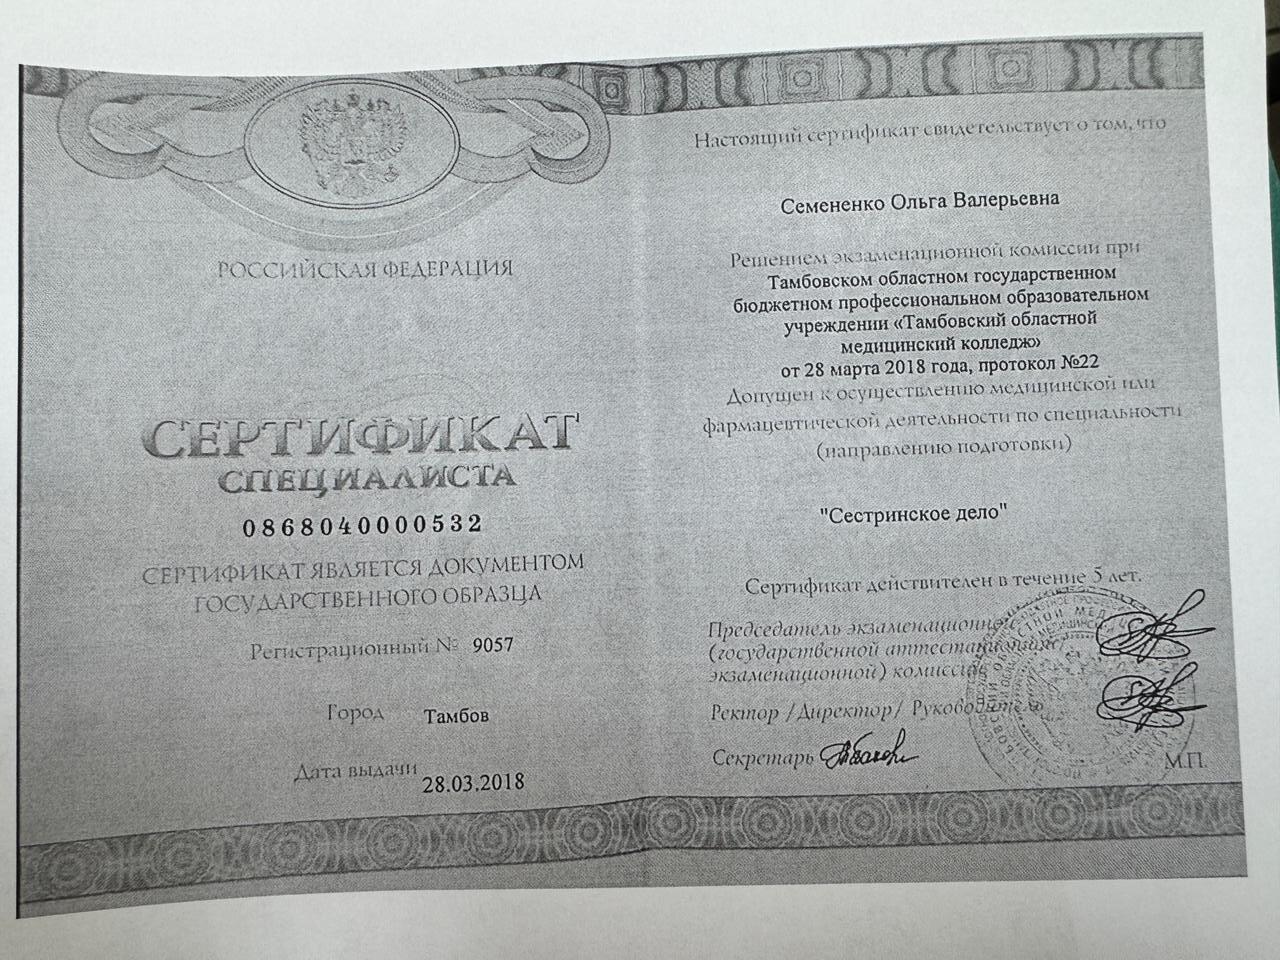 РОССИЙСКАЯ ФЕДЕРАЦИЯ
СЕРТИФИКАТ
СПЕЦИАЛИСТА
0868040000532
СЕРТИФИКАТ ЯВЛЯЕТСЯ ДОКУМЕНТОМ
ГОСУДАРСТВЕННОГО ОБРАЗЦА
Регистрационный № 9057
Город Тамбов
Дата выдачи 28.03.2018
Настоящий сертификат свидетельствует о том, что
Семененко Ольга Валерьевна
Решением экзаменационной комиссии при
Тамбовском областном государственном
бюджетном профессиональном образовательном
учреждении «Тамбовский областной
медицинский колледж»
от 28 марта 2018 года, протокол №22
Допущен к осуществлению медицинской или
фармацевтической деятельности по специальности
(направлению подготовки)
"Сестринское дело"
Сертификат действителен в течение 5 лет.
Председатель экзаменационной
(государственной аттестационной
экзаменационной) комиссии
Ректор /Директор/ Руководитель
Секретарь
М.П.